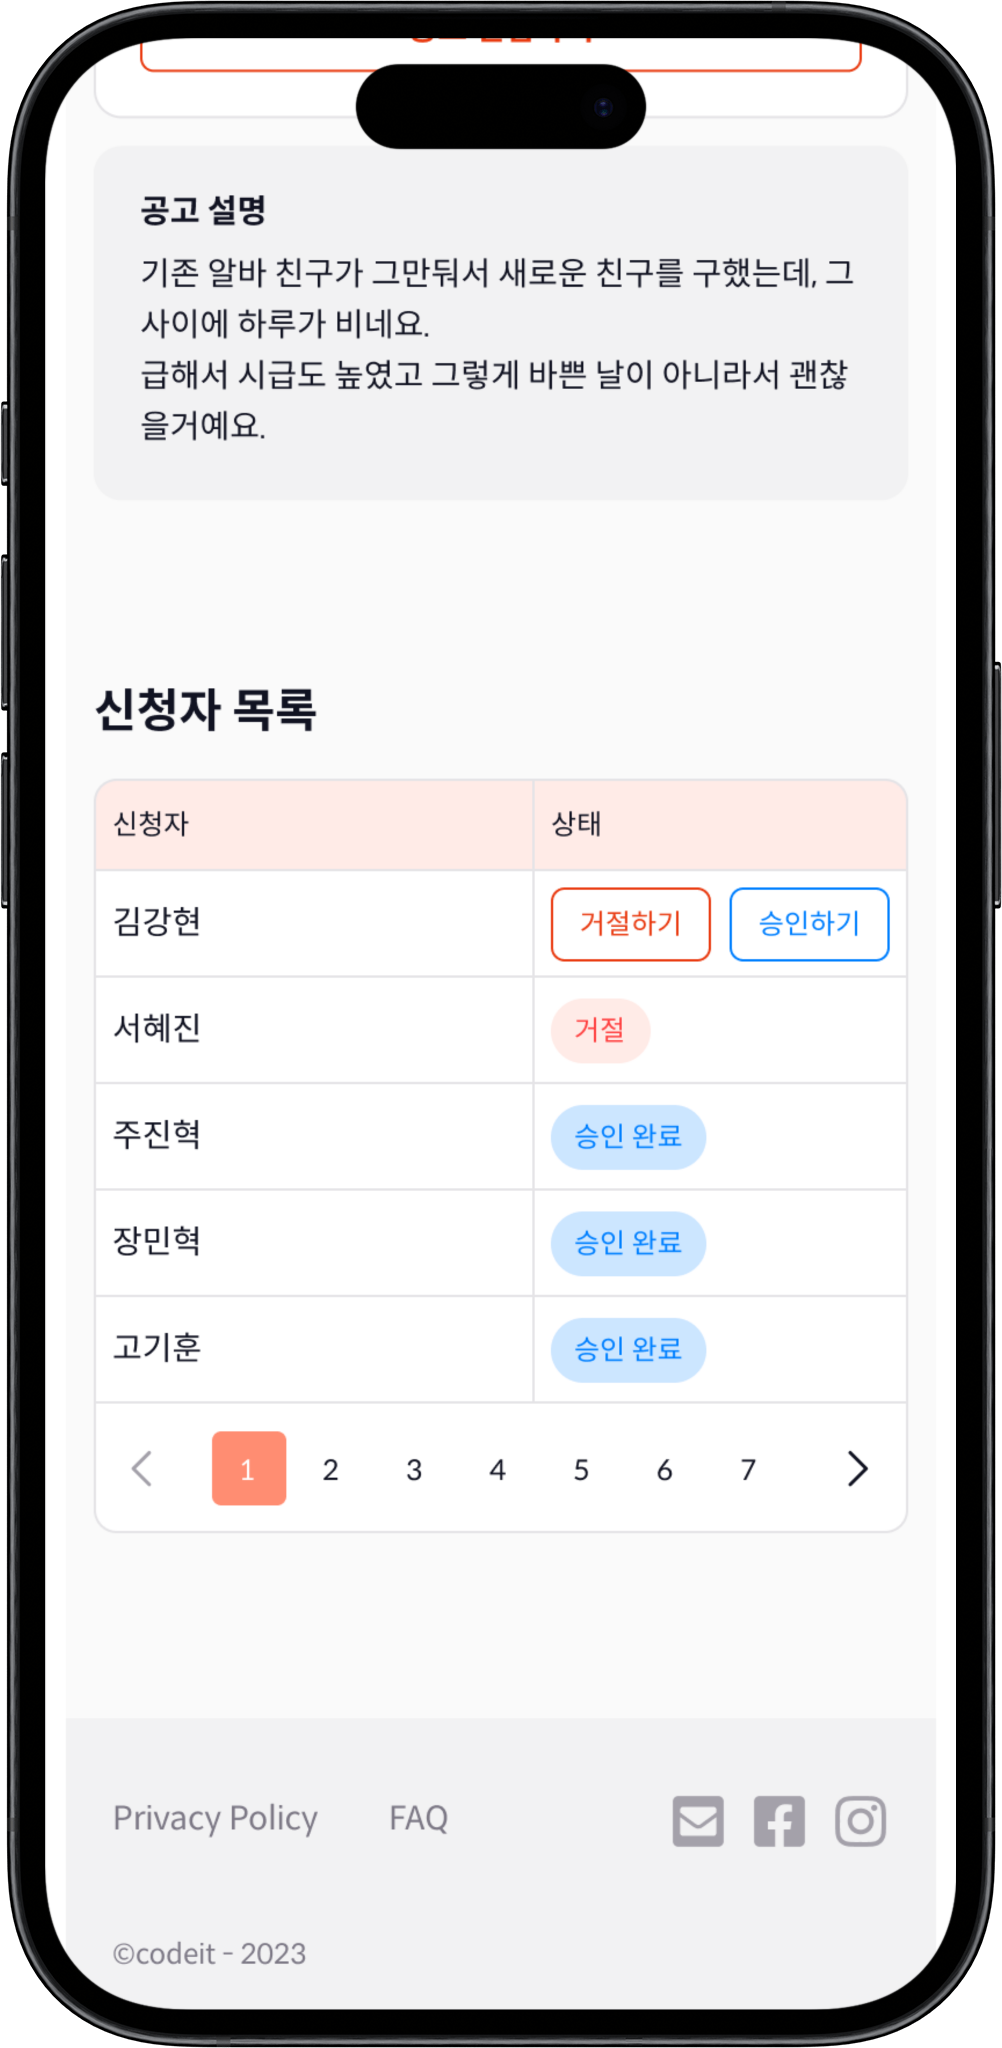 공고 설명
기존 알바 친구가 그만둬서 새로운 친구를 구했는데, 그
사이에 하루가 비네요.
급해서 시급도 높였고 그렇게 바쁜 날이 아니라서 괜찮
을거예요.
신청자 목록
신청자 상태
김강현 거절하기 승인하기
서혜진 거절
주진혁 승인 완료
장민혁 승인 완료
고기훈 승인 완료
1 2 3 4 5 6 7
Privacy Policy FAQ
©codeit - 2023